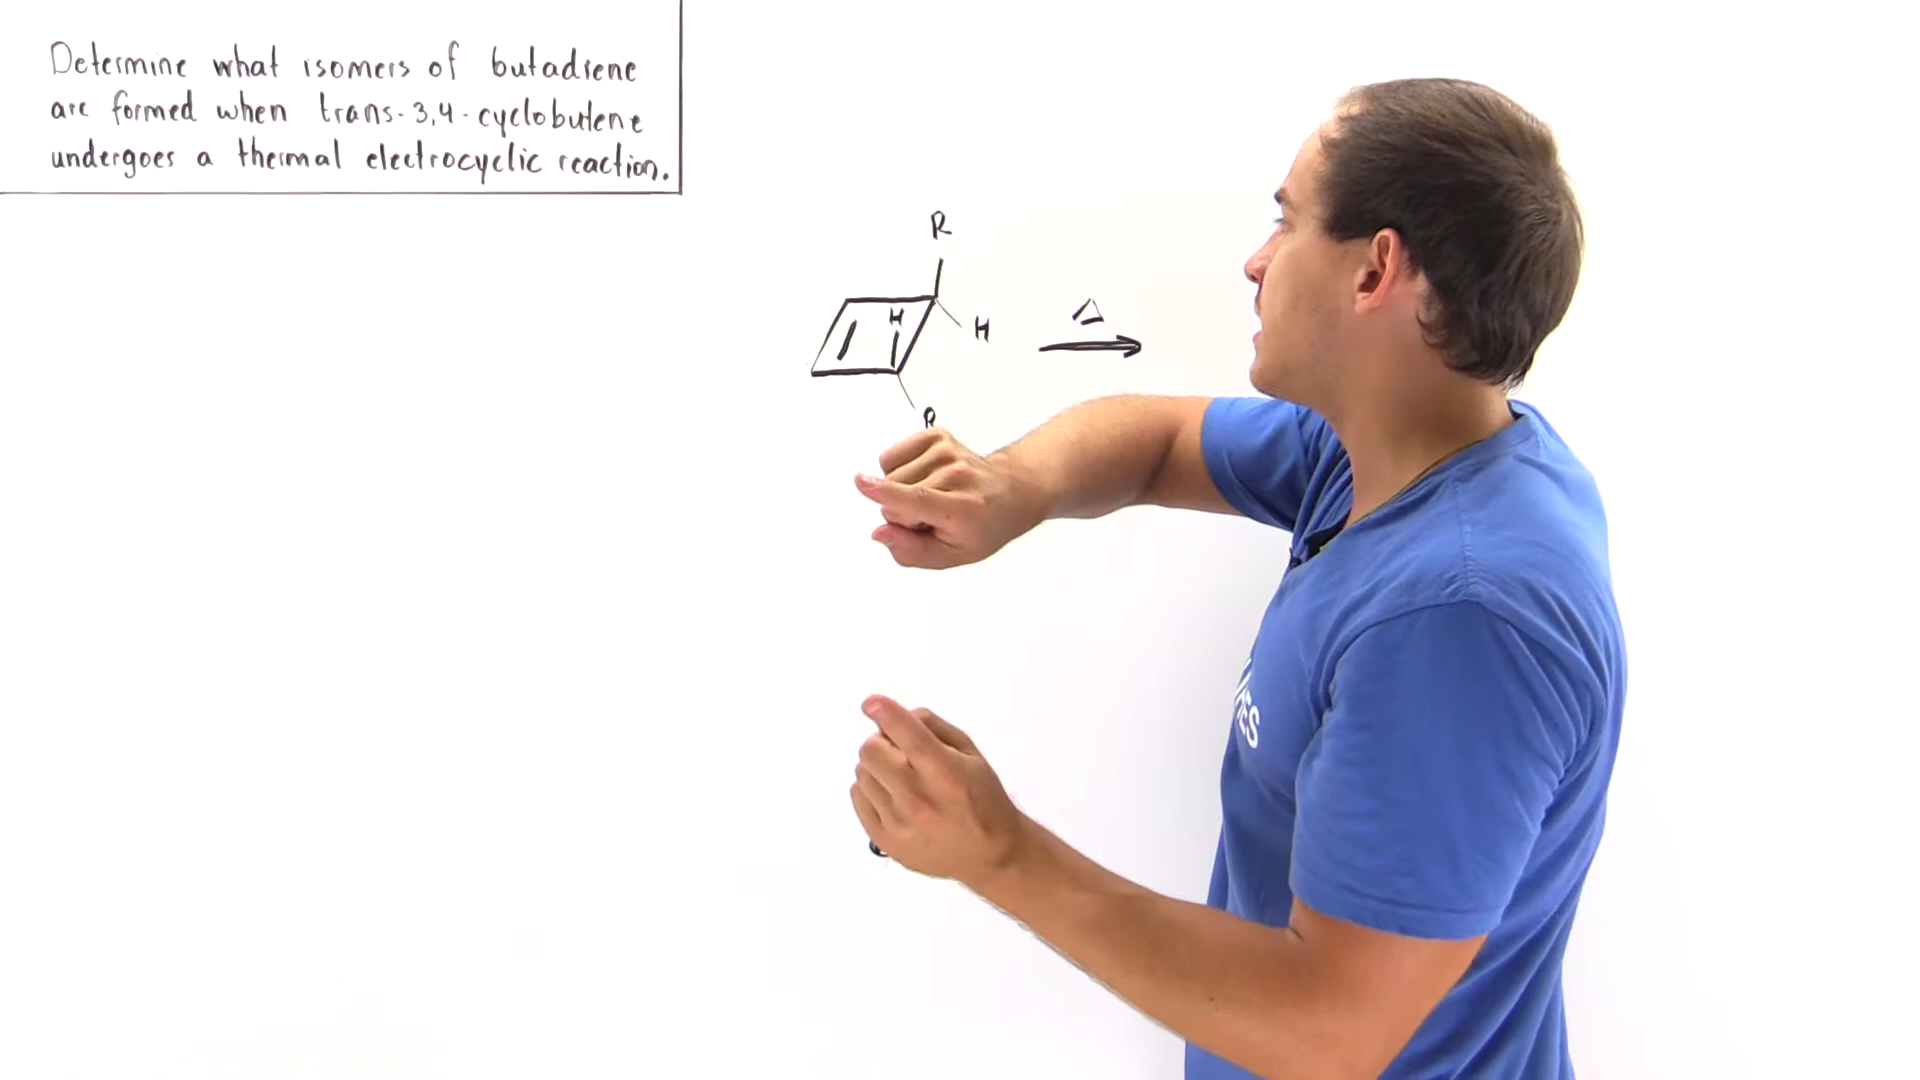 Determine what isomers of butadiene
are formed when trans-3,4-cyclobutene
undergoes a thermal electrocyclic reaction.
R
H
H
Δ
R